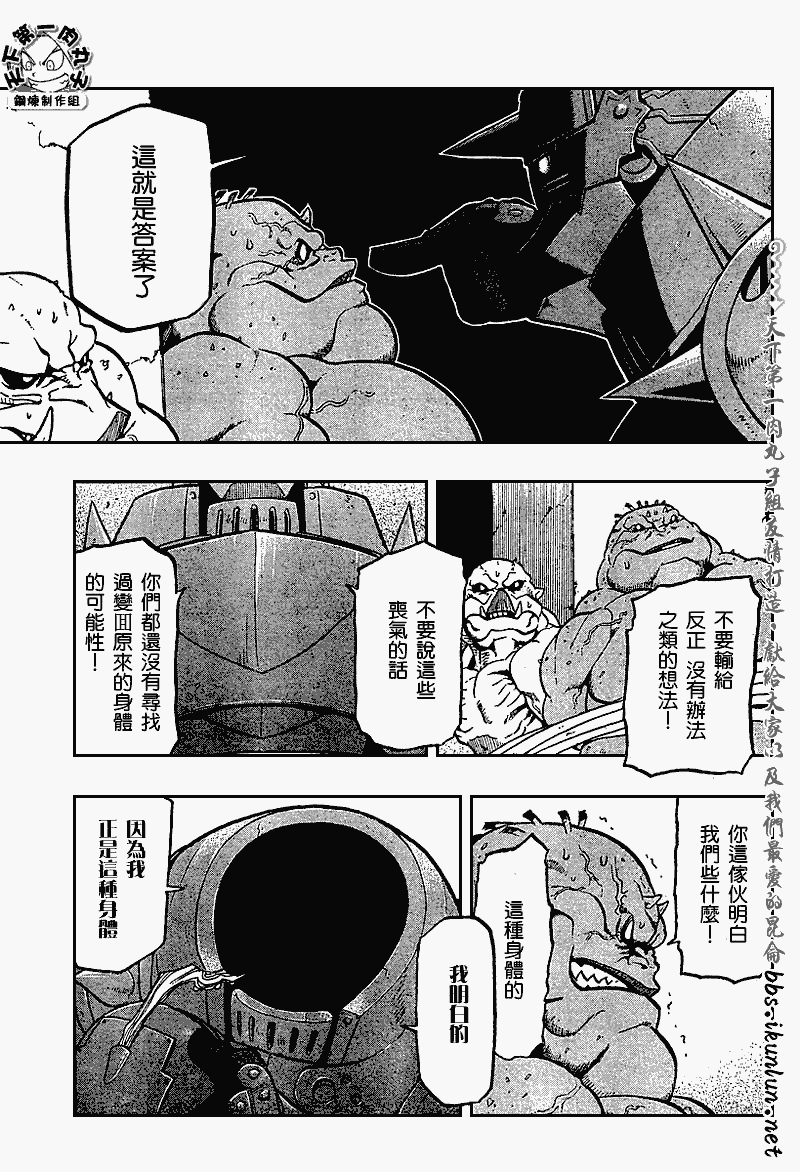 天下第一肉丸子
鋼煉制作組
這就是答案了
不要輸給
反正 沒有辦法
之類的想法！
不要說這些
喪氣的話
你們都還沒有尋找
過變回原來的身體
的可能性！
你這傢伙明白
我們些什麼！
這種身體的
我明白的
因為我
正是這種身體
天下第一肉丸子組友情打造，獻給大家以及我們最愛的昆侖-bbs.ikunlun.net